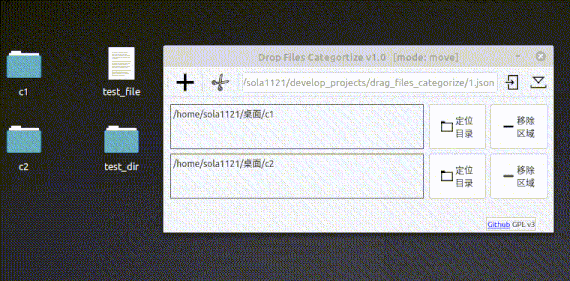 c1
test_file
c2
test_dir
Drop Files Categortize v1.0 [mode: move]
/sola1121/develop_projects/drag_files_categorize/1.json
/home/sola1121/桌面/c1
定位
目录
移除
区域
/home/sola1121/桌面/c2
定位
目录
移除
区域
Github GPL v3